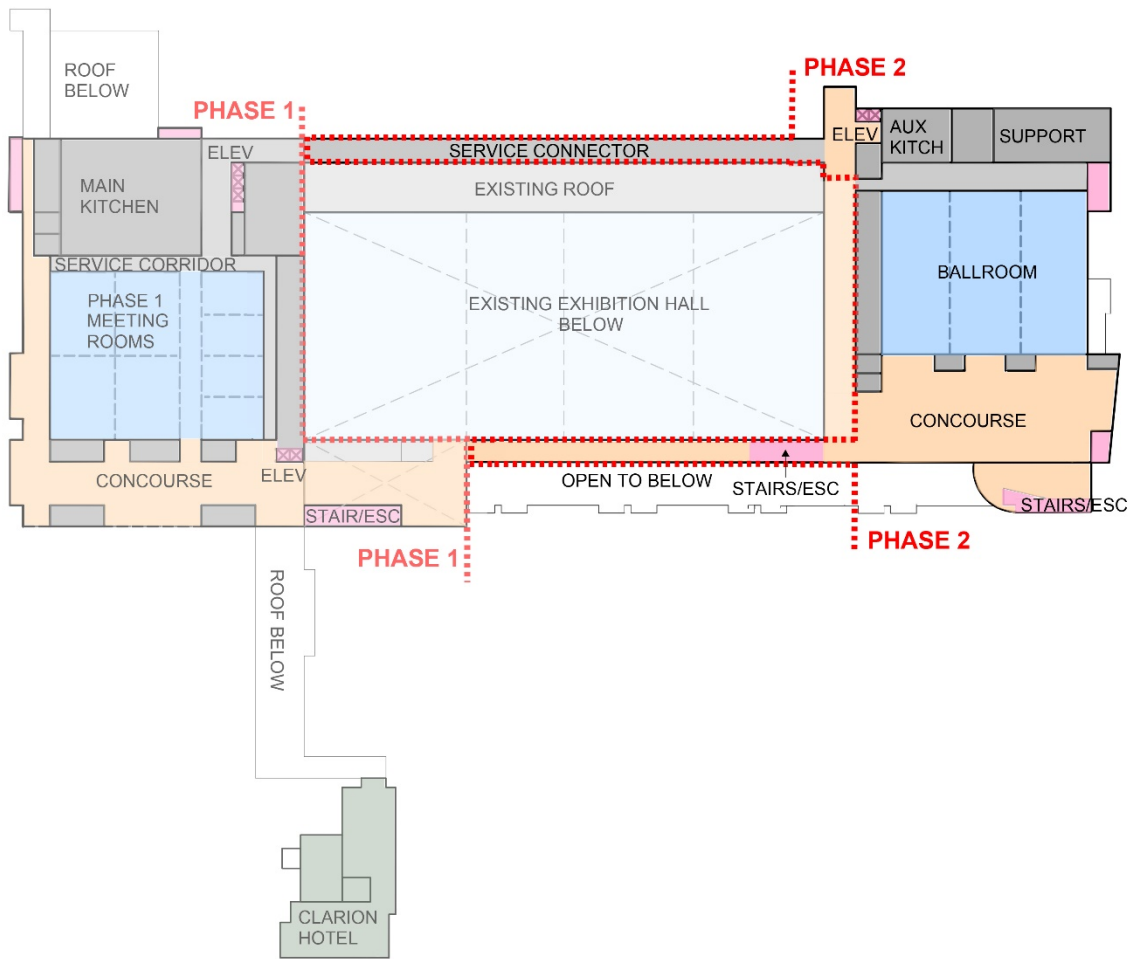 ROOF
BELOW
PHASE 2
PHASE 1
ELEV
AUX
KITCH
SUPPORT
ELEV
SERVICE CONNECTOR
MAIN
KITCHEN
EXISTING ROOF
SERVICE CORRIDOR
BALLROOM
PHASE 1
MEETING
ROOMS
EXISTING EXHIBITION HALL
BELOW
CONCOURSE
CONCOURSE
ELEV
OPEN TO BELOW
STAIRS/ESC
STAIR/ESC
STAIRS/ESC
PHASE 1
PHASE 2
ROOF BELOW
CLARION
HOTEL